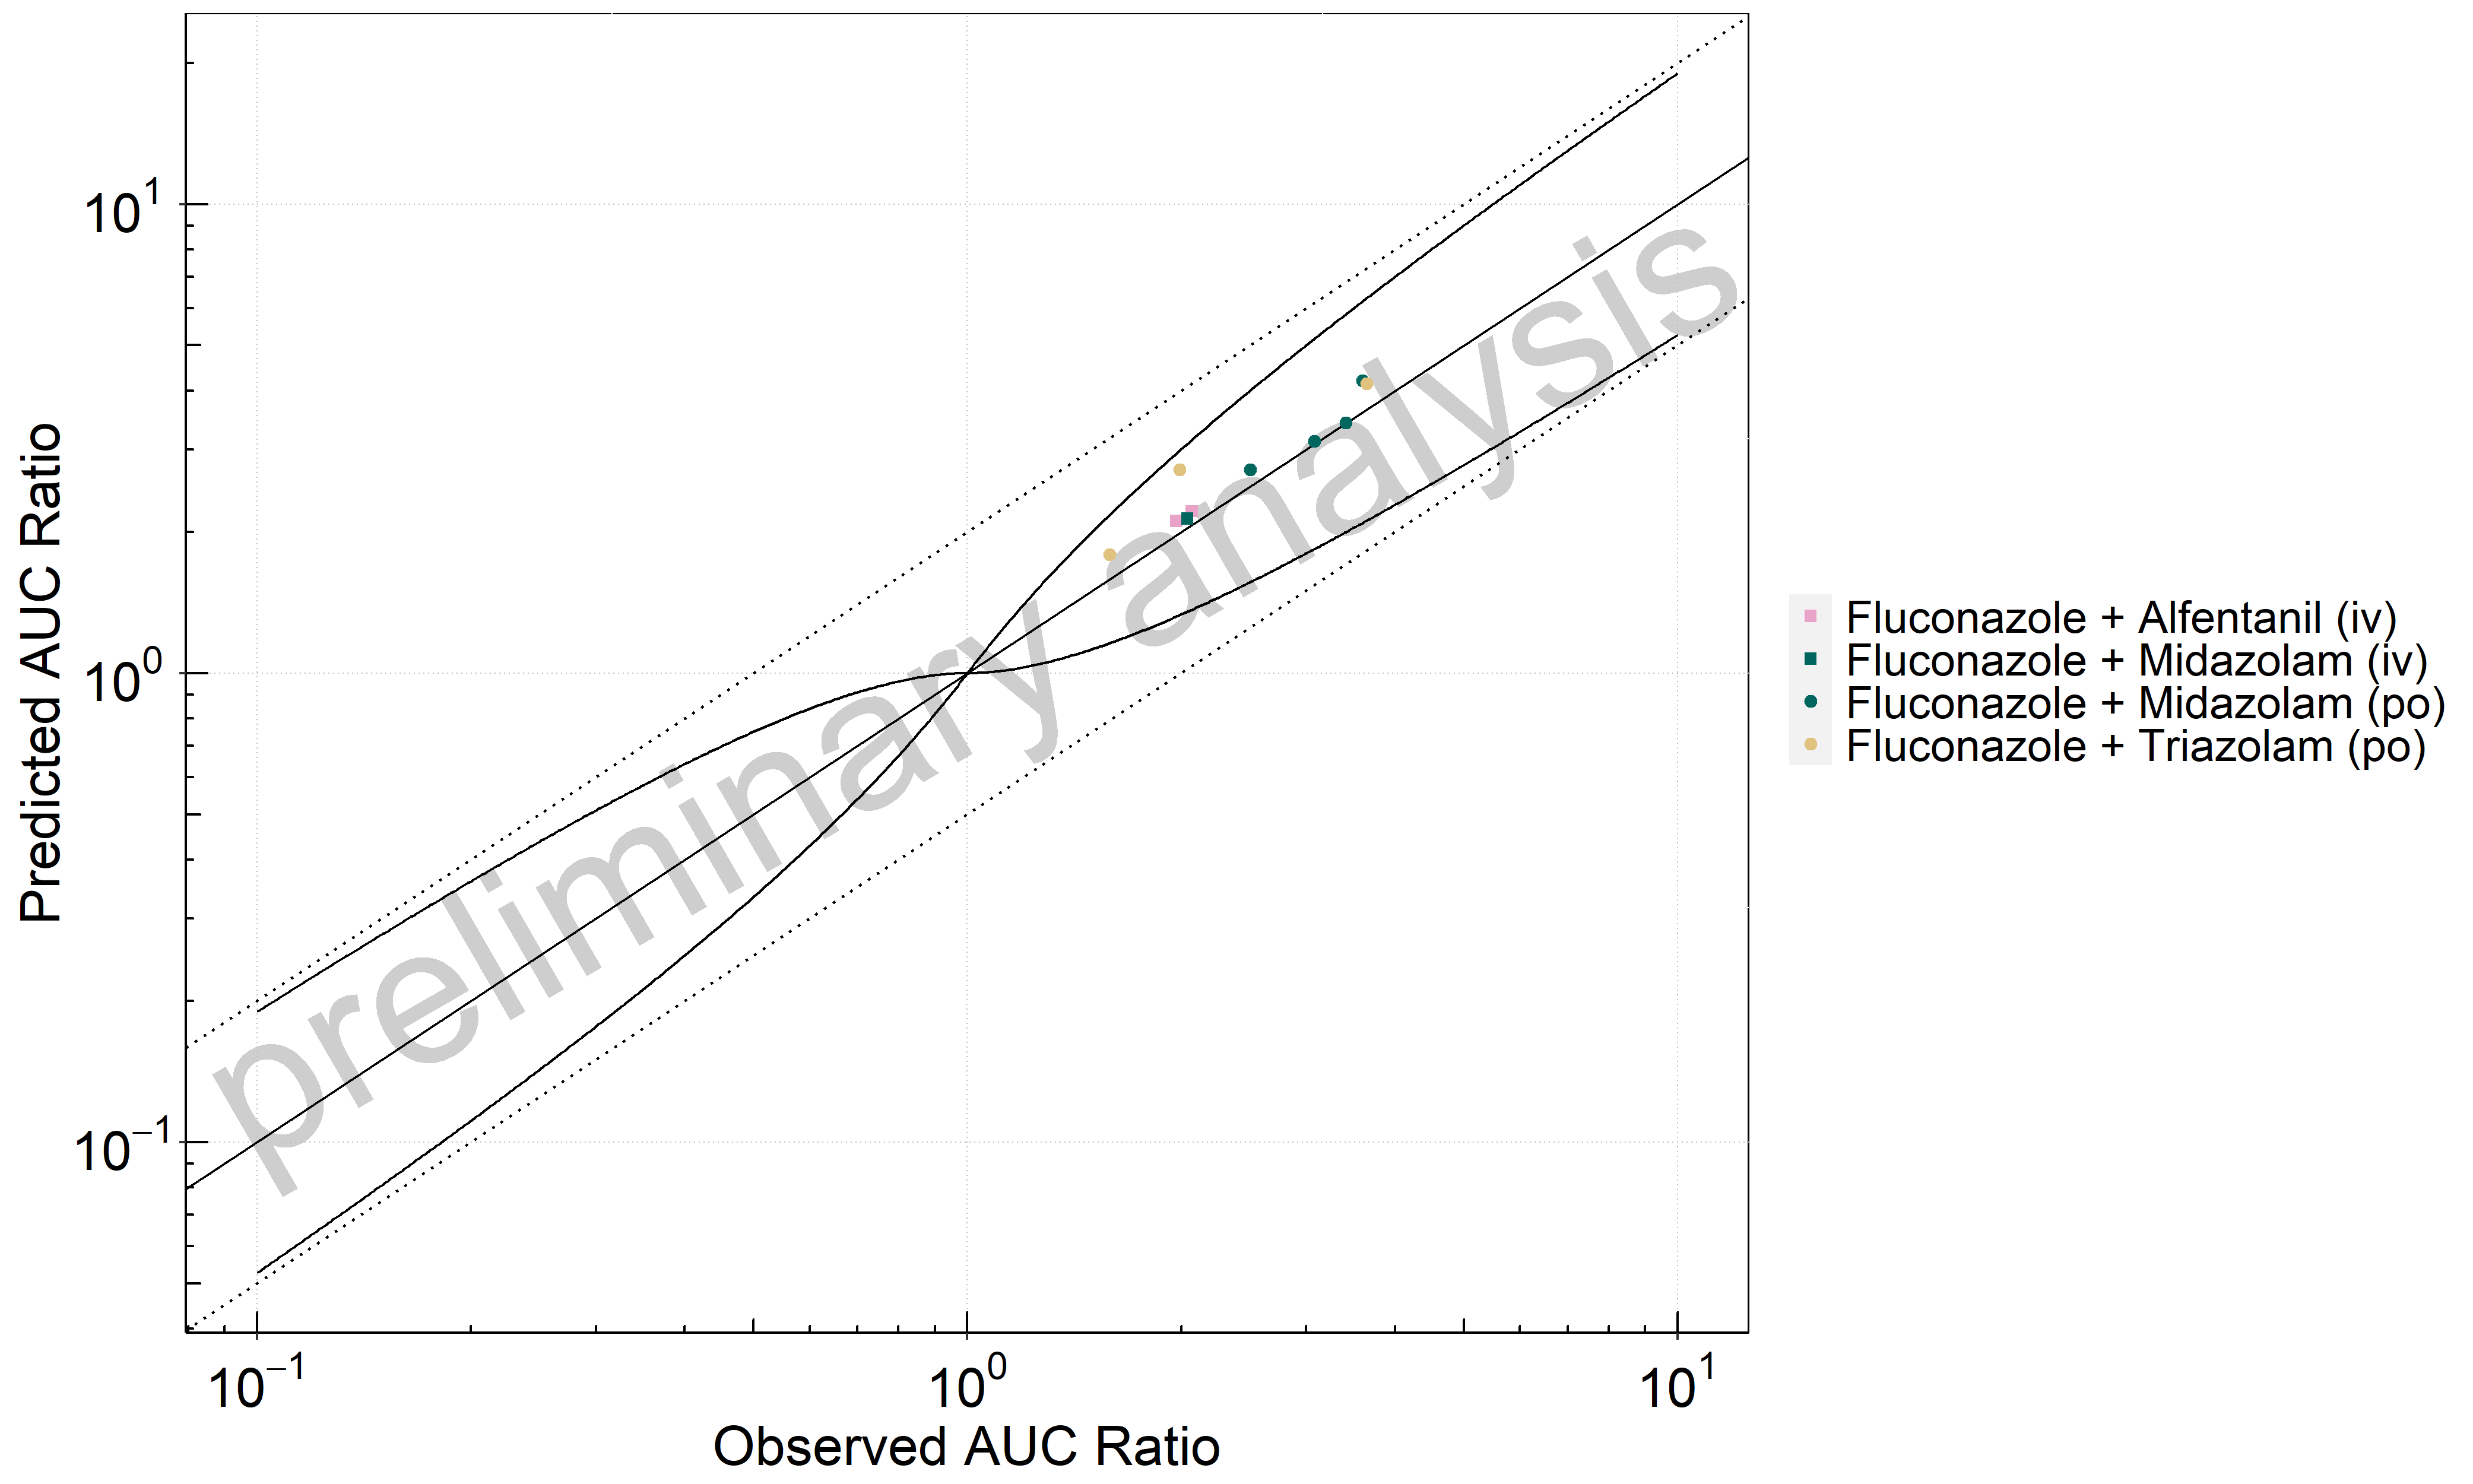 10¹
10⁰
10⁻¹
Predicted AUC Ratio
preliminary analysis
Fluconazole + Alfentanil (iv)
Fluconazole + Midazolam (iv)
Fluconazole + Midazolam (po)
Fluconazole + Triazolam (po)
10⁻¹
10⁰
10¹
Observed AUC Ratio